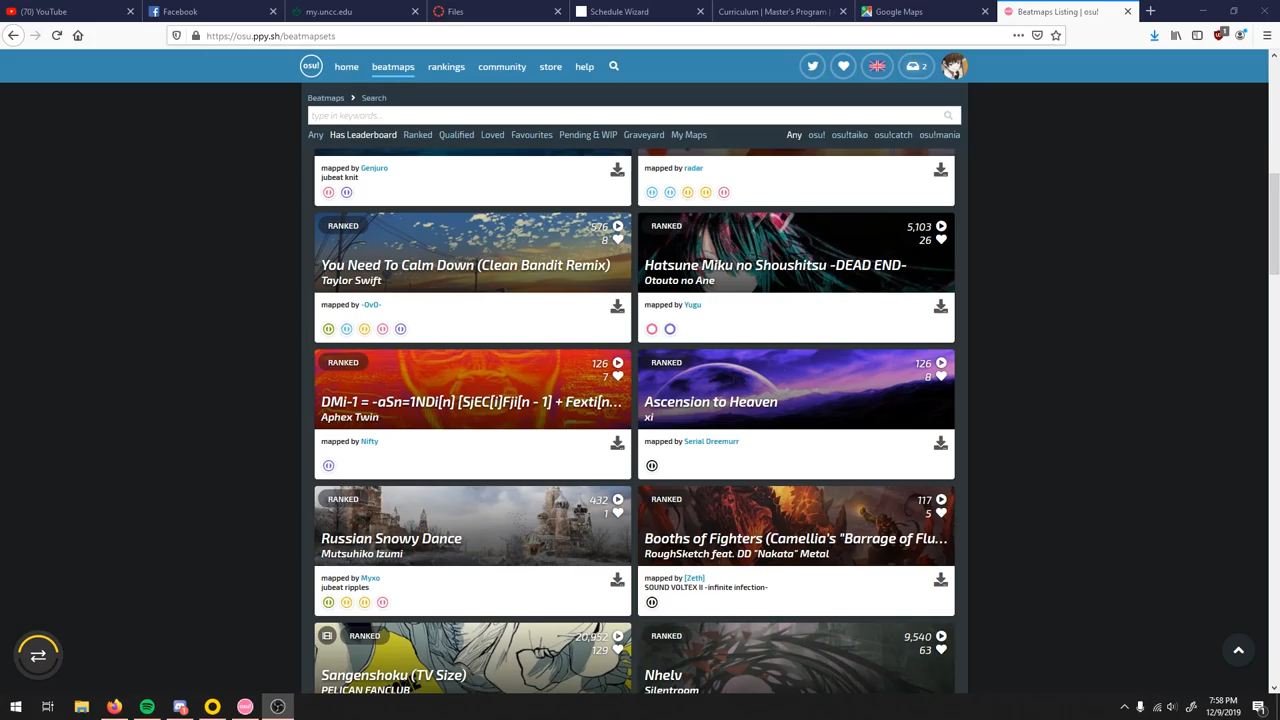 (70) YouTube
Facebook
my.uncc.edu
Files
Schedule Wizard
Curriculum | Master's Program |
Google Maps
Beatmaps Listing | osu!
https://osu.ppy.sh/beatmapsets
osu!
home
beatmaps
rankings
community
store
help
2
Beatmaps
Search
type in keywords...
Any
Has Leaderboard
Ranked
Qualified
Loved
Favourites
Pending & WIP
Graveyard
My Maps
Any
osu!
osu!taiko
osu!catch
osu!mania
mapped by Genjuro
jubeat knit
mapped by radar
RANKED
576
8
You Need To Calm Down (Clean Bandit Remix)
Taylor Swift
mapped by -OvO-
RANKED
5,103
26
Hatsune Miku no Shoushitsu -DEAD END-
Otouto no Ane
mapped by Yugu
RANKED
126
7
DMi-1 = -aSn=1NDi[n] [SjEC[i]Fji[n - 1] + Fexti[n...
Aphex Twin
mapped by Nifty
RANKED
126
8
Ascension to Heaven
xi
mapped by Serial Dreemurr
RANKED
432
1
Russian Snowy Dance
Mutsuhiko Izumi
mapped by Myxo
jubeat ripples
RANKED
117
5
Booths of Fighters (Camellia's "Barrage of Flu...
RoughSketch feat. DD "Nakata" Metal
mapped by [Zeth]
SOUND VOLTEX II -infinite infection-
RANKED
20,952
129
Sangenshoku (TV Size)
PELICAN FANCLUB
RANKED
9,540
63
Nhelv
Silentroom
7:58 PM
12/9/2019